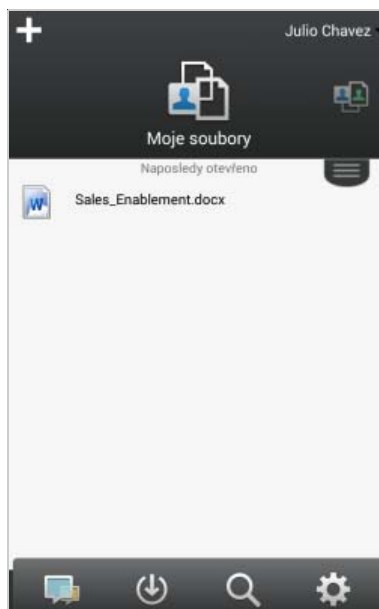 Julio Chavez
Moje soubory
Naposledy otevřeno
Sales_Enablement.docx